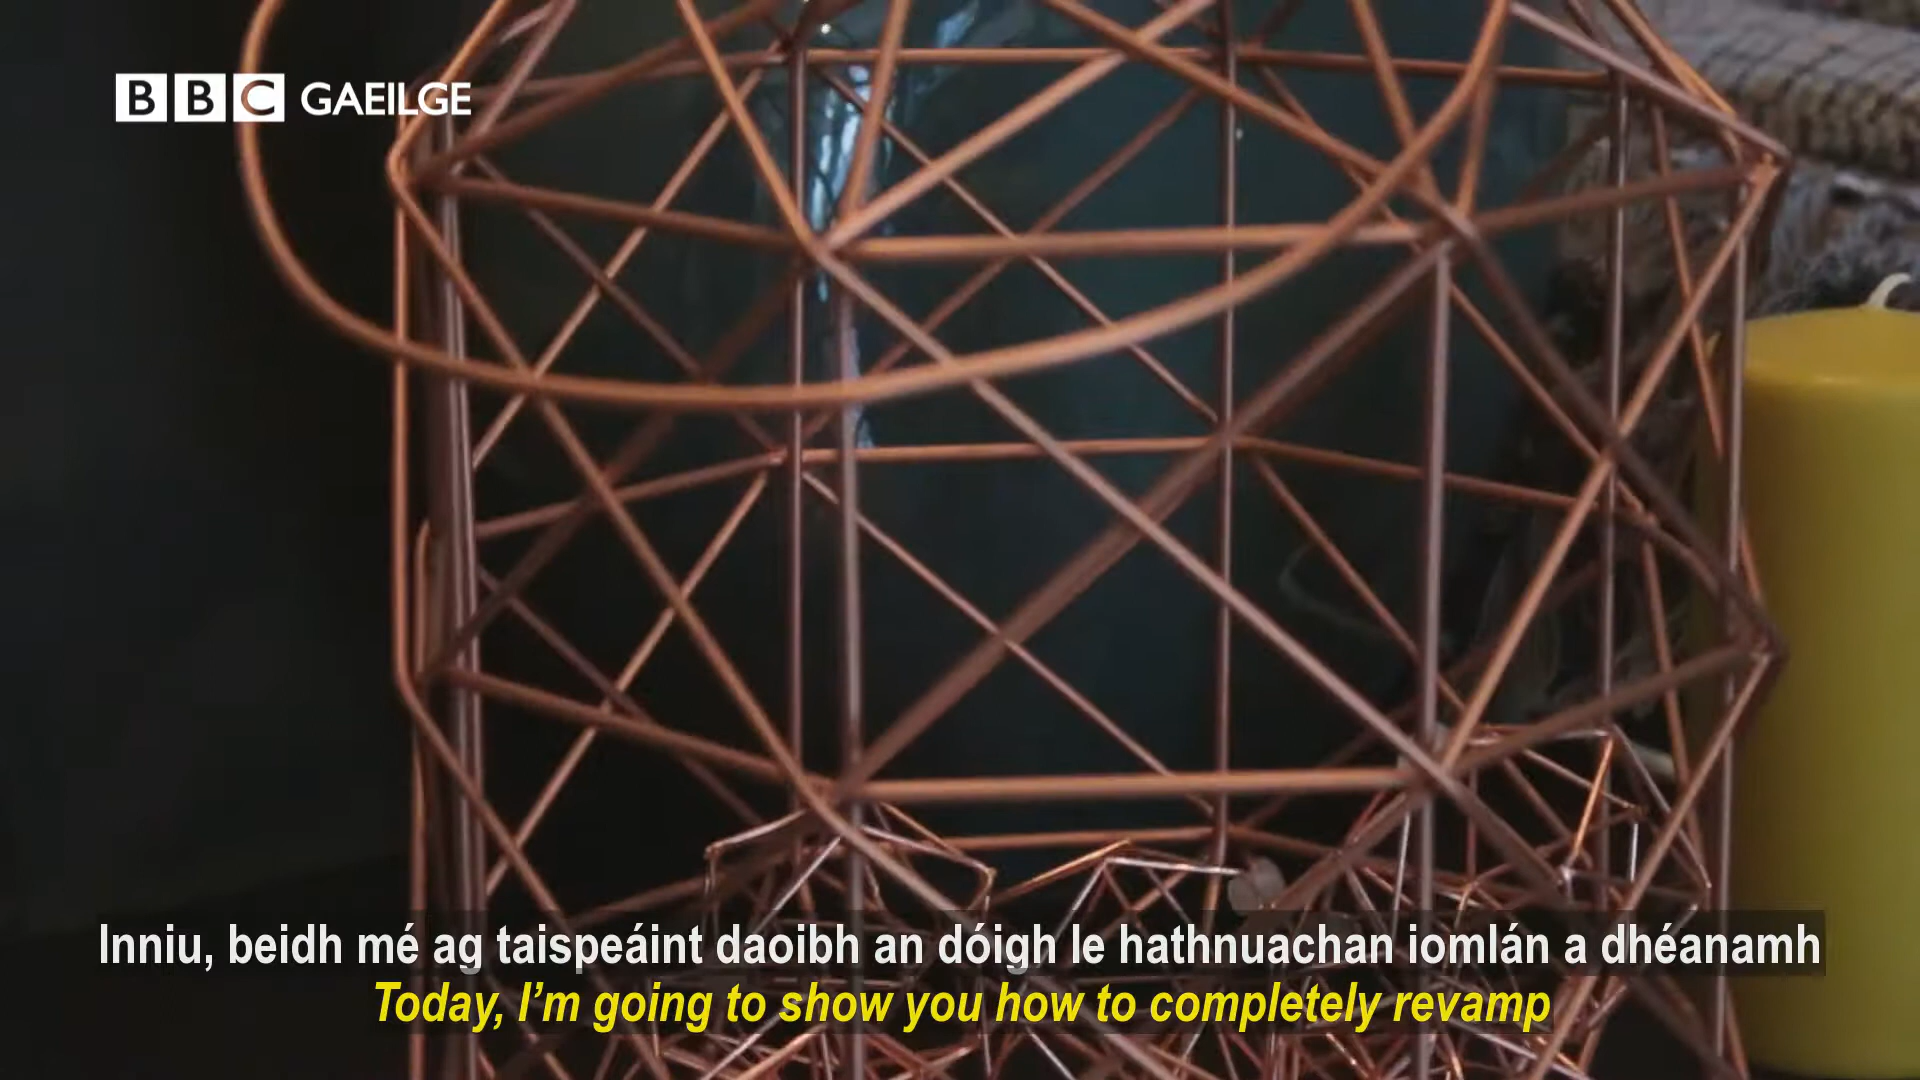 BBC GAEILGE
Inniu, beidh mé ag taispeáint daoibh an dóigh le hathnuachan iomlán a dhéanamh
Today, I'm going to show you how to completely revamp